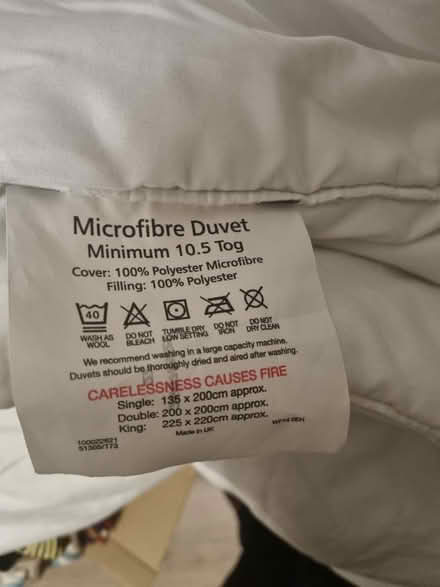 Microfibre Duvet
Minimum 10.5 Tog
Cover: 100% Polyester Microfibre
Filling: 100% Polyester
40
WASH AS WOOL
DO NOT BLEACH
TUMBLE DRY LOW SETTING
DO NOT IRON
DO NOT DRY CLEAN
We recommend washing in a large capacity machine.
Duvets should be thoroughly dried and aired after washing.
CARELESSNESS CAUSES FIRE
Single: 135 x 200cm approx.
Double: 200 x 200cm approx.
King: 225 x 220cm approx.
Made in UK
100022621
51305/173